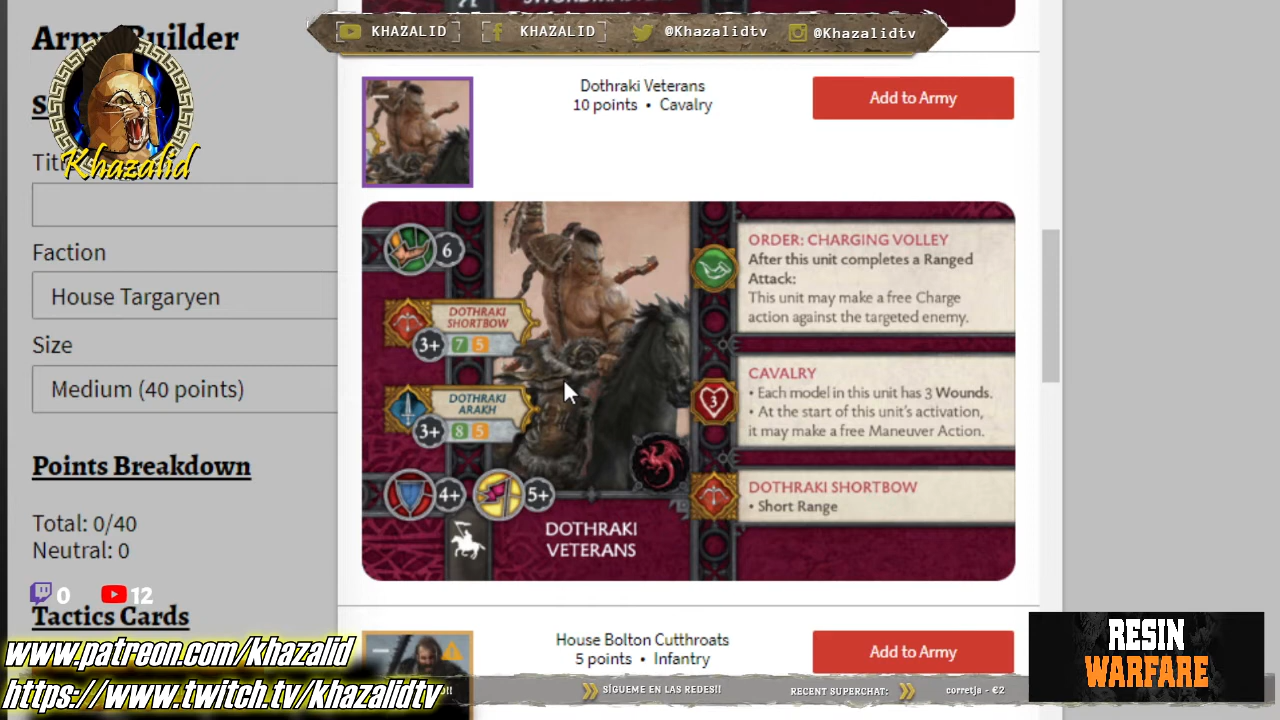 Army Builder
KHAZALID
KHAZALID
@Khazalidtv
@Khazalidtv
Khazalid
Faction
House Targaryen
Size
Medium (40 points)
Points Breakdown
Total: 0/40
Neutral: 0
0
12
Tactics Cards
www.patreon.com/khazalid
https://www.twitch.tv/khazalidtv
Dothraki Veterans
10 points • Cavalry
Add to Army
6
DOTHRAKI
SHORTBOW
3+ 7 5
DOTHRAKI
ARAKH
3+ 8 5
4+ 5+
DOTHRAKI
VETERANS
ORDER: CHARGING VOLLEY
After this unit completes a Ranged
Attack:
This unit may make a free Charge
action against the targeted enemy.
3
CAVALRY
• Each model in this unit has 3 Wounds.
• At the start of this unit's activation,
it may make a free Maneuver Action.
DOTHRAKI SHORTBOW
• Short Range
House Bolton Cutthroats
5 points • Infantry
Add to Army
SÍGUEME EN LAS REDES!!
RECENT SUPERCHAT:
corretja - €2
RESIN
WARFARE